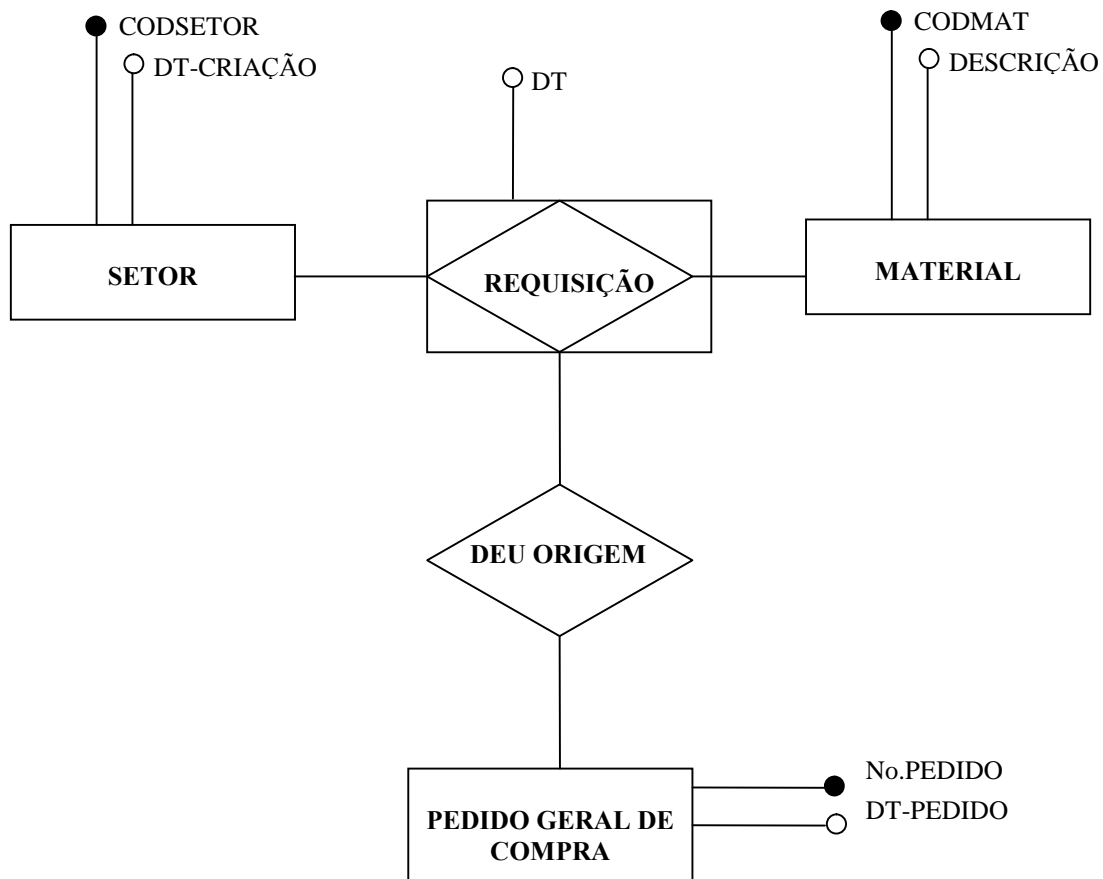 CODSETOR
DT-CRIAÇÃO
DT
CODMAT
DESCRIÇÃO
SETOR
REQUISIÇÃO
MATERIAL
DEU ORIGEM
No.PEDIDO
DT-PEDIDO
PEDIDO GERAL DE
COMPRA